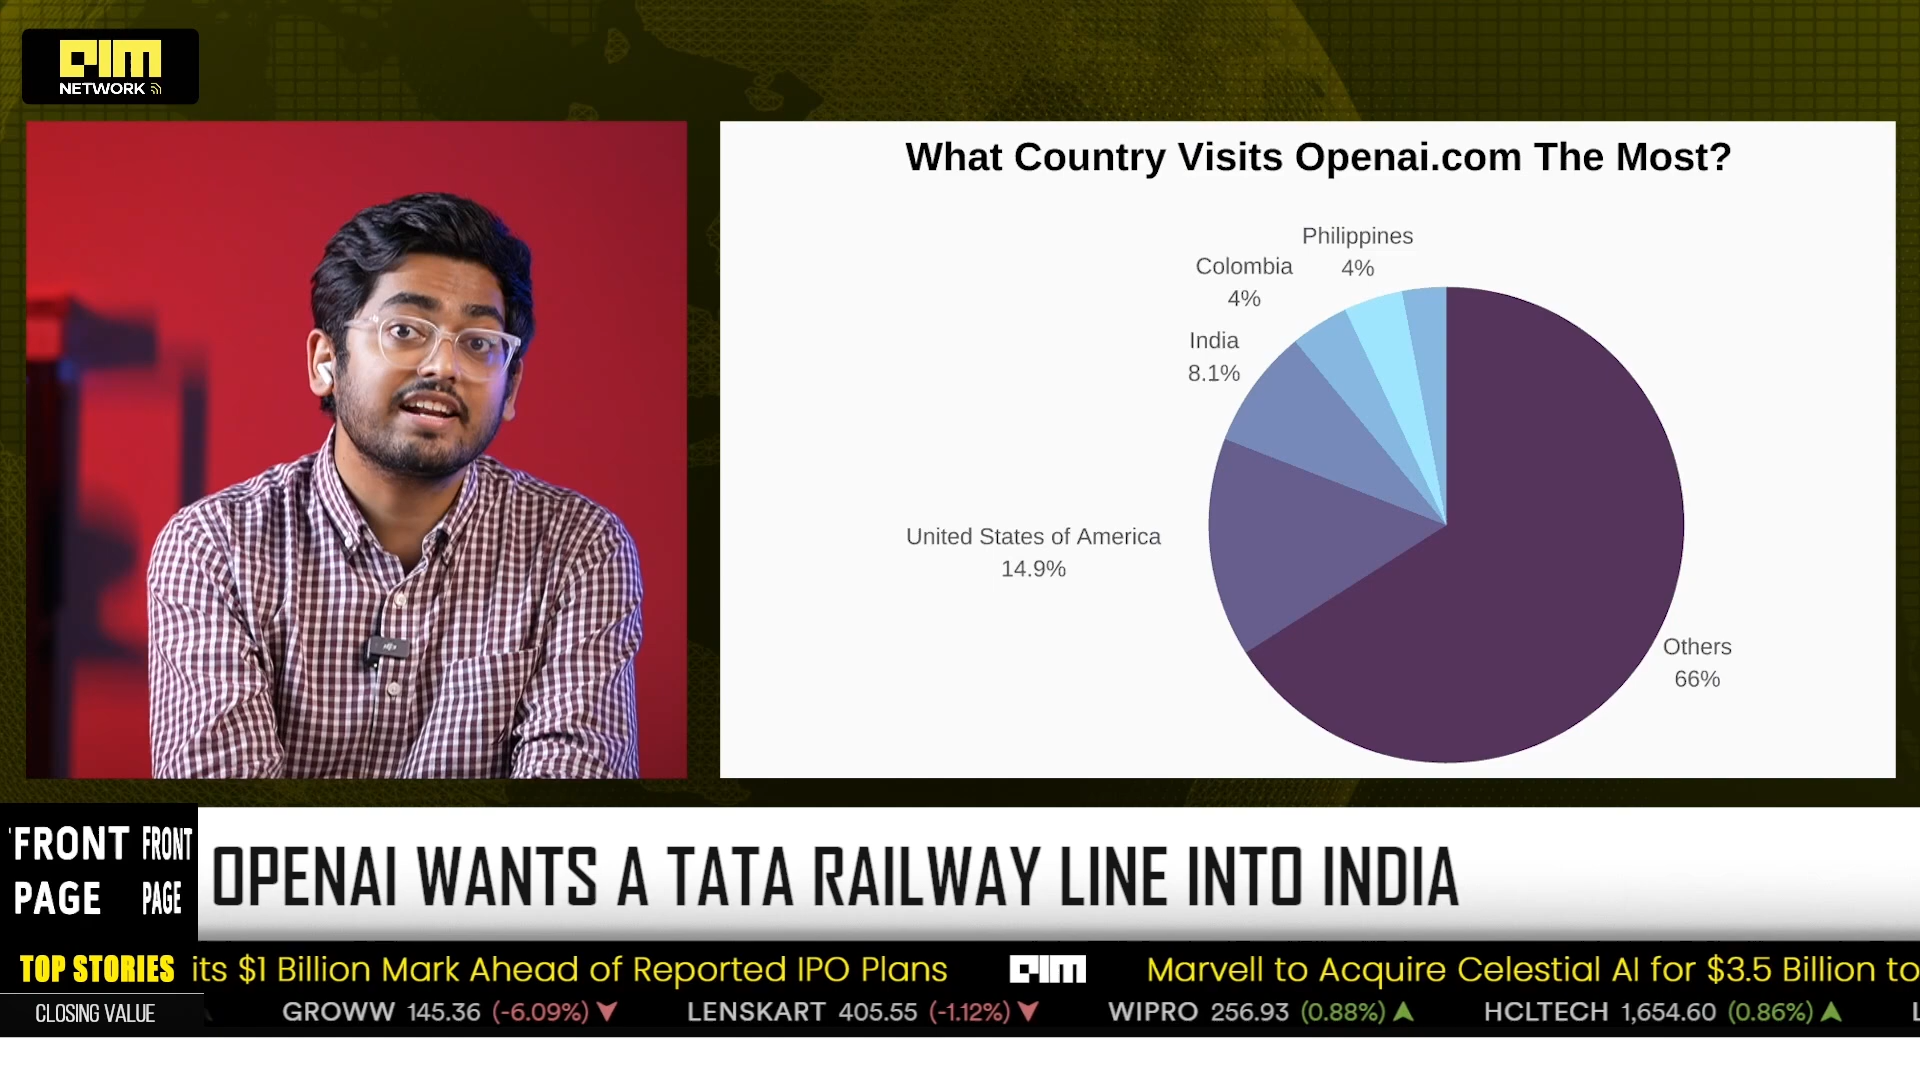 AIM
NETWORK
What Country Visits Openai.com The Most?
Philippines
4%
Colombia
4%
India
8.1%
United States of America
14.9%
Others
66%
FRONT FRONT
PAGE PAGE
OPENAI WANTS A TATA RAILWAY LINE INTO INDIA
TOP STORIES its $1 Billion Mark Ahead of Reported IPO Plans AIM Marvell to Acquire Celestial AI for $3.5 Billion to
CLOSING VALUE GROWW 145.36 (-6.09%) LENSKART 405.55 (-1.12%) WIPRO 256.93 (0.88%) HCLTECH 1,654.60 (0.86%) L